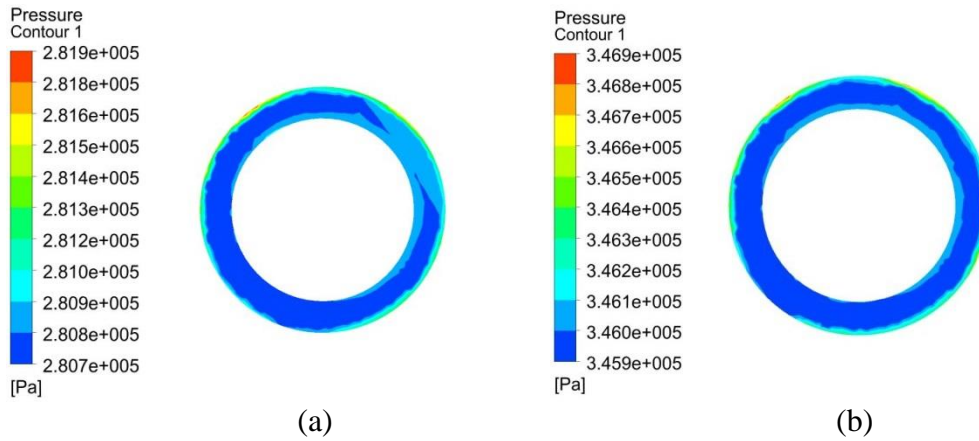 Pressure
Contour 1
2.819e+005
2.818e+005
2.816e+005
2.815e+005
2.814e+005
2.813e+005
2.812e+005
2.810e+005
2.809e+005
2.808e+005
2.807e+005
[Pa]
(a)
Pressure
Contour 1
3.469e+005
3.468e+005
3.467e+005
3.466e+005
3.465e+005
3.464e+005
3.463e+005
3.462e+005
3.461e+005
3.460e+005
3.459e+005
[Pa]
(b)